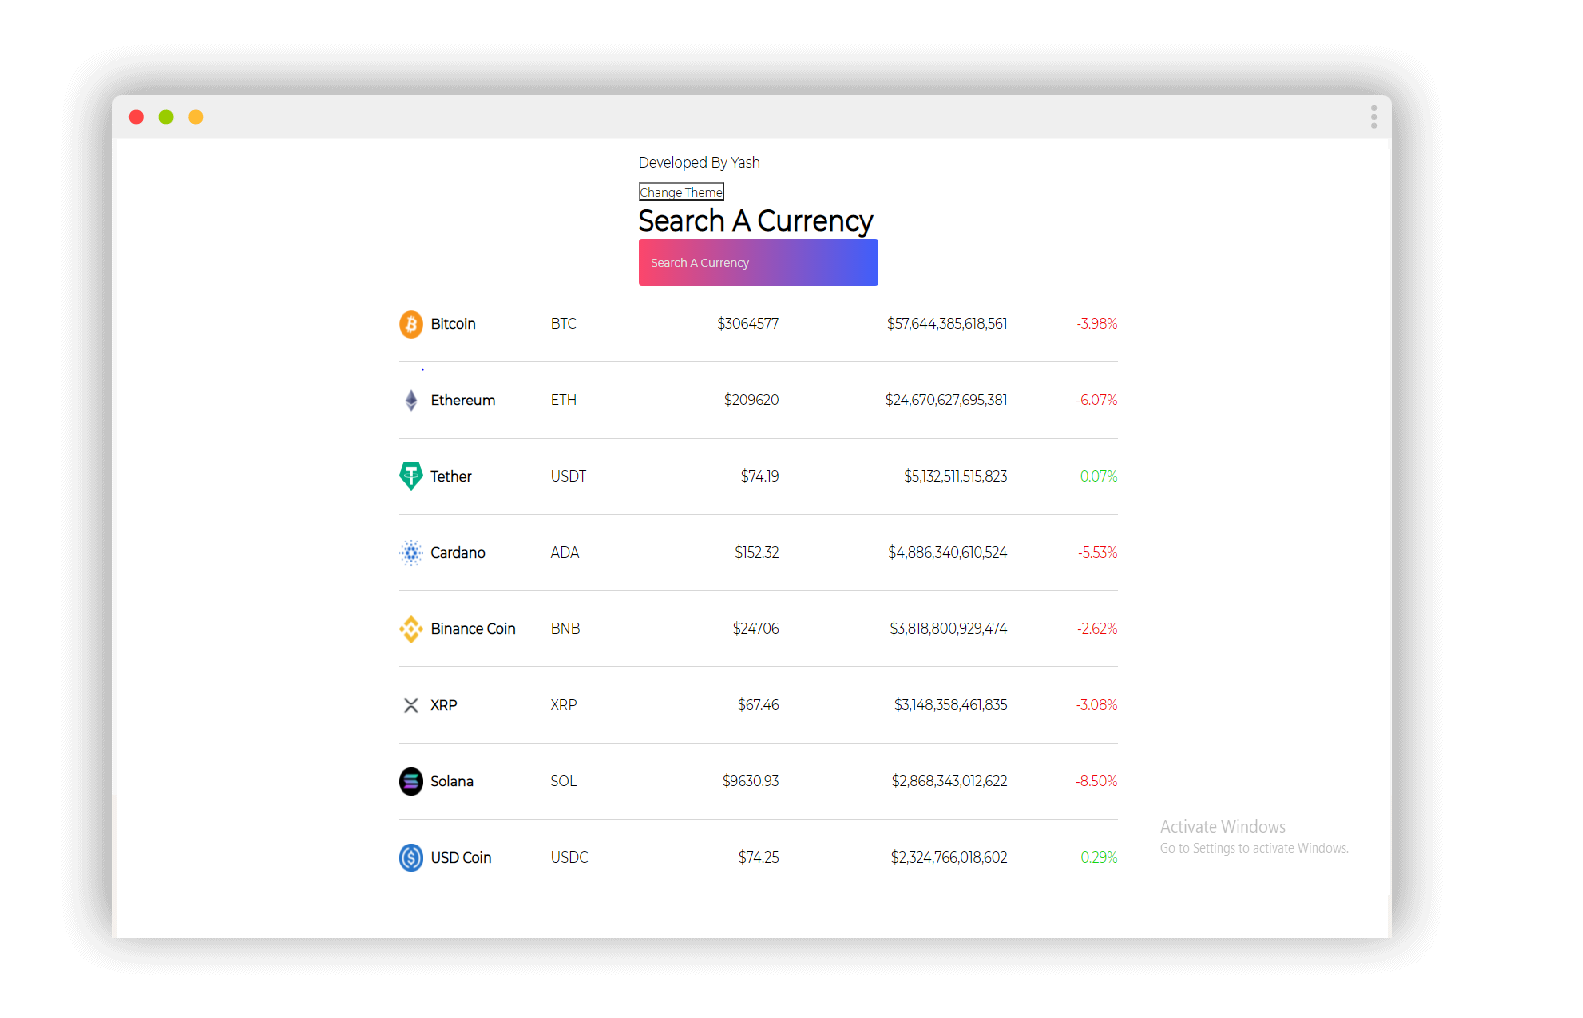 Developed By Yash
Change Theme
Search A Currency
Search A Currency
Bitcoin BTC $3064577 $57,644,385,618,561 -3.98%
Ethereum ETH $209620 $24,670,627,695,381 -6.07%
Tether USDT $74.19 $5,132,511,515,823 0.07%
Cardano ADA $152.32 $4,886,340,610,524 -5.53%
Binance Coin BNB $24706 $3,818,800,929,474 -2.62%
XRP XRP $67.46 $3,148,358,461,835 -3.08%
Solana SOL $9630.93 $2,868,343,012,622 -8.50%
USD Coin USDC $74.25 $2,324,766,018,602 0.29%
Activate Windows
Go to Settings to activate Windows.